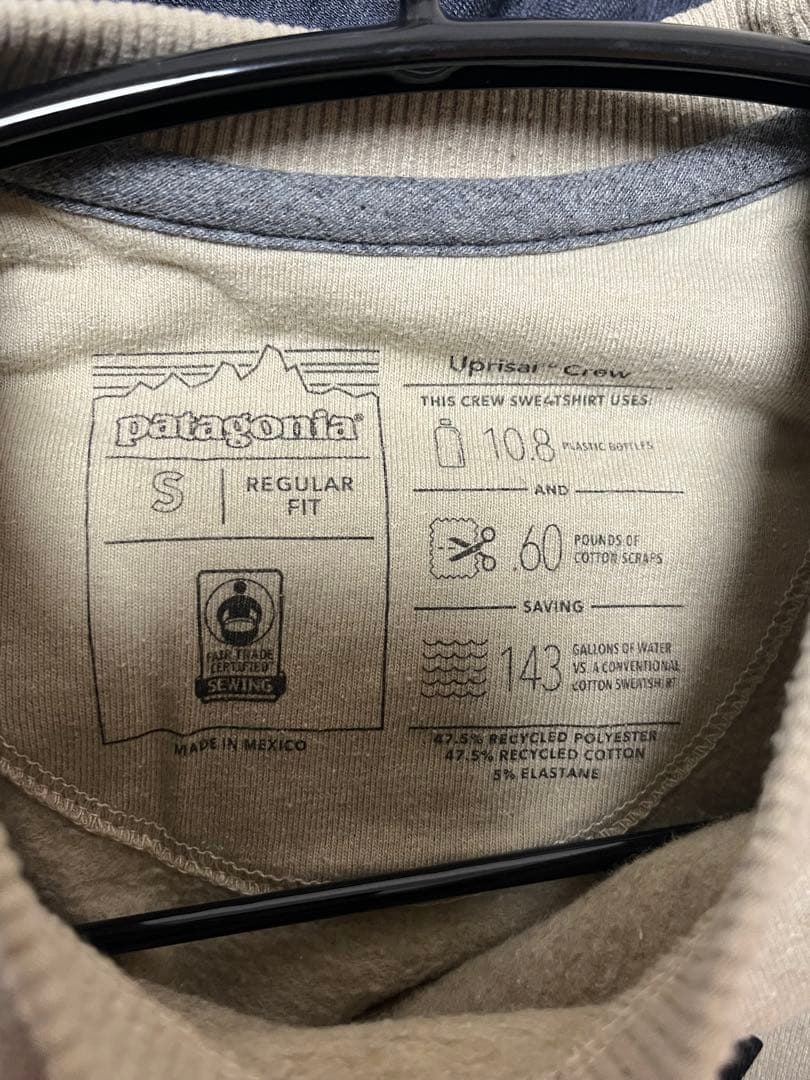 patagonia®
S
REGULAR
FIT
FAIR TRADE
CERTIFIED
SEWING
MADE IN MEXICO
Uprisal™ Crew
THIS CREW SWEATSHIRT USES:
10.8 PLASTIC BOTTLES
AND
.60 POUNDS OF
COTTON SCRAPS
SAVING
143 GALLONS OF WATER
VS. A CONVENTIONAL
COTTON SWEATSHIRT
47.5% RECYCLED POLYESTER
47.5% RECYCLED COTTON
5% ELASTANE